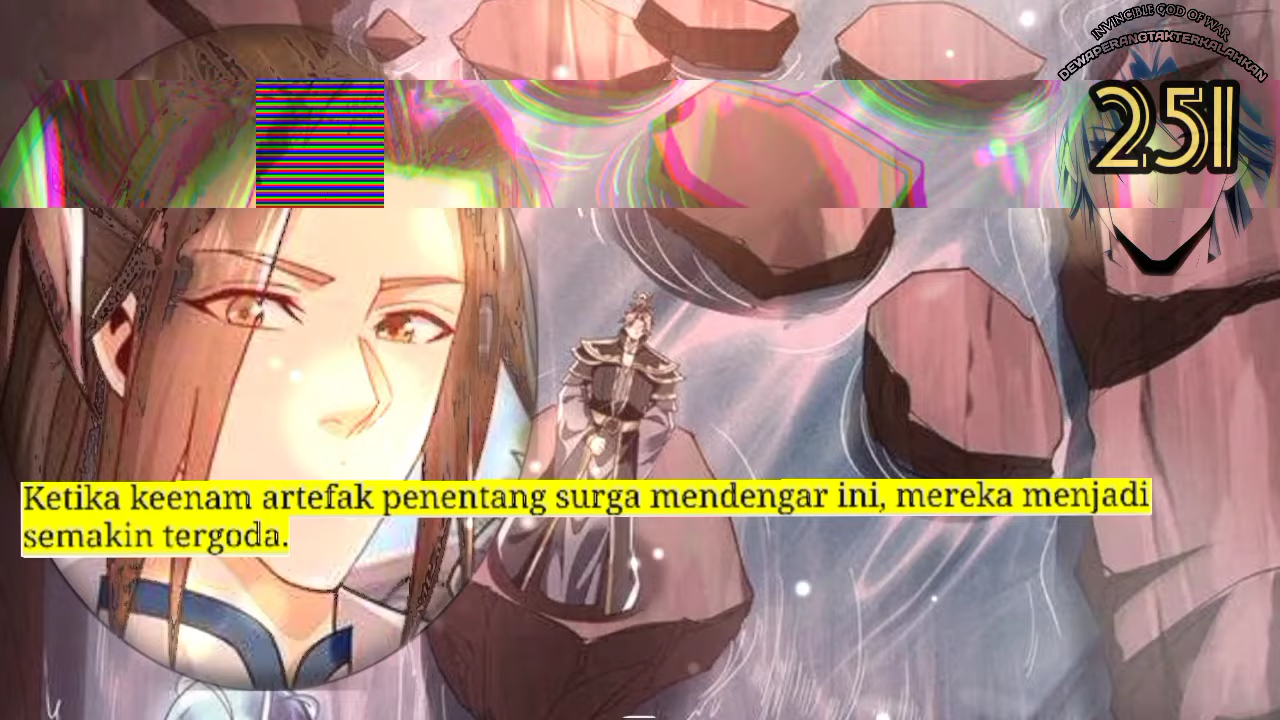 INVINCIBLE GOD OF WAR
DEWAPERANGTAKTERKALAHKAN
251
Ketika keenam artefak penentang surga mendengar ini, mereka menjadi
semakin tergoda.